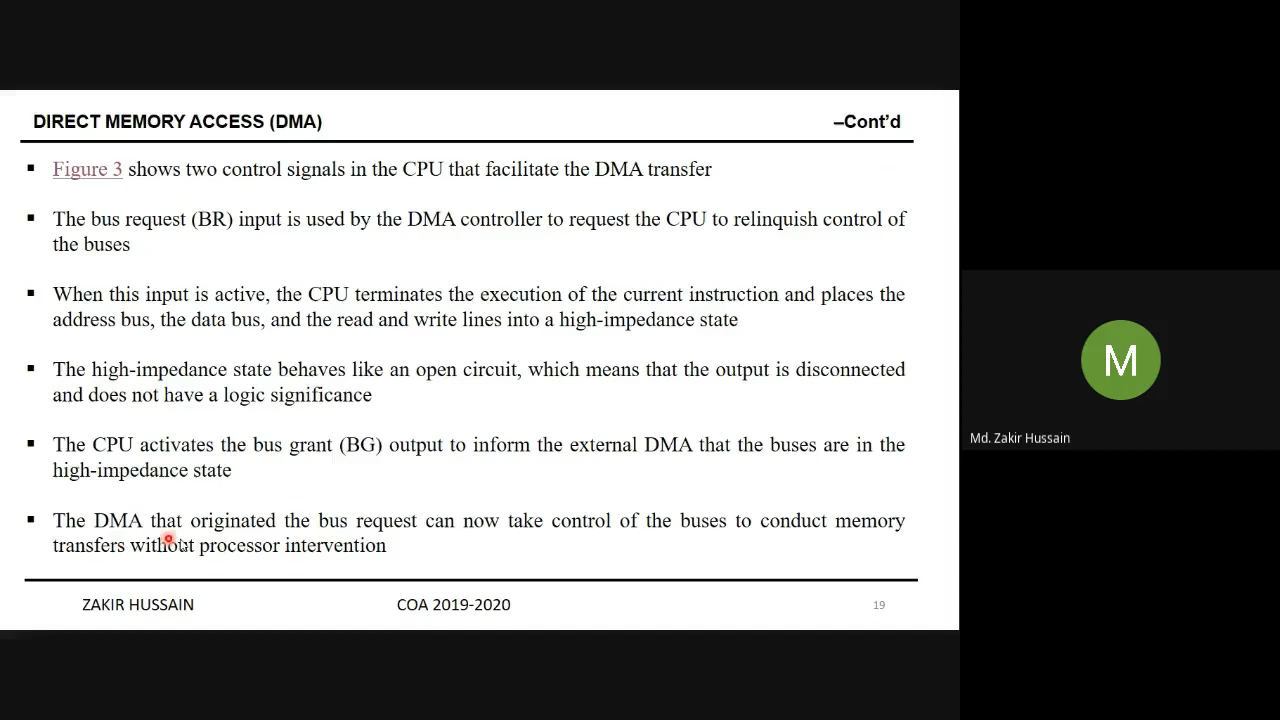 DIRECT MEMORY ACCESS (DMA) –Cont’d
▪ Figure 3 shows two control signals in the CPU that facilitate the DMA transfer
▪ The bus request (BR) input is used by the DMA controller to request the CPU to relinquish control of
the buses
▪ When this input is active, the CPU terminates the execution of the current instruction and places the
address bus, the data bus, and the read and write lines into a high-impedance state
▪ The high-impedance state behaves like an open circuit, which means that the output is disconnected
and does not have a logic significance
▪ The CPU activates the bus grant (BG) output to inform the external DMA that the buses are in the
high-impedance state
▪ The DMA that originated the bus request can now take control of the buses to conduct memory
transfers without processor intervention
ZAKIR HUSSAIN COA 2019-2020 19
M
Md. Zakir Hussain